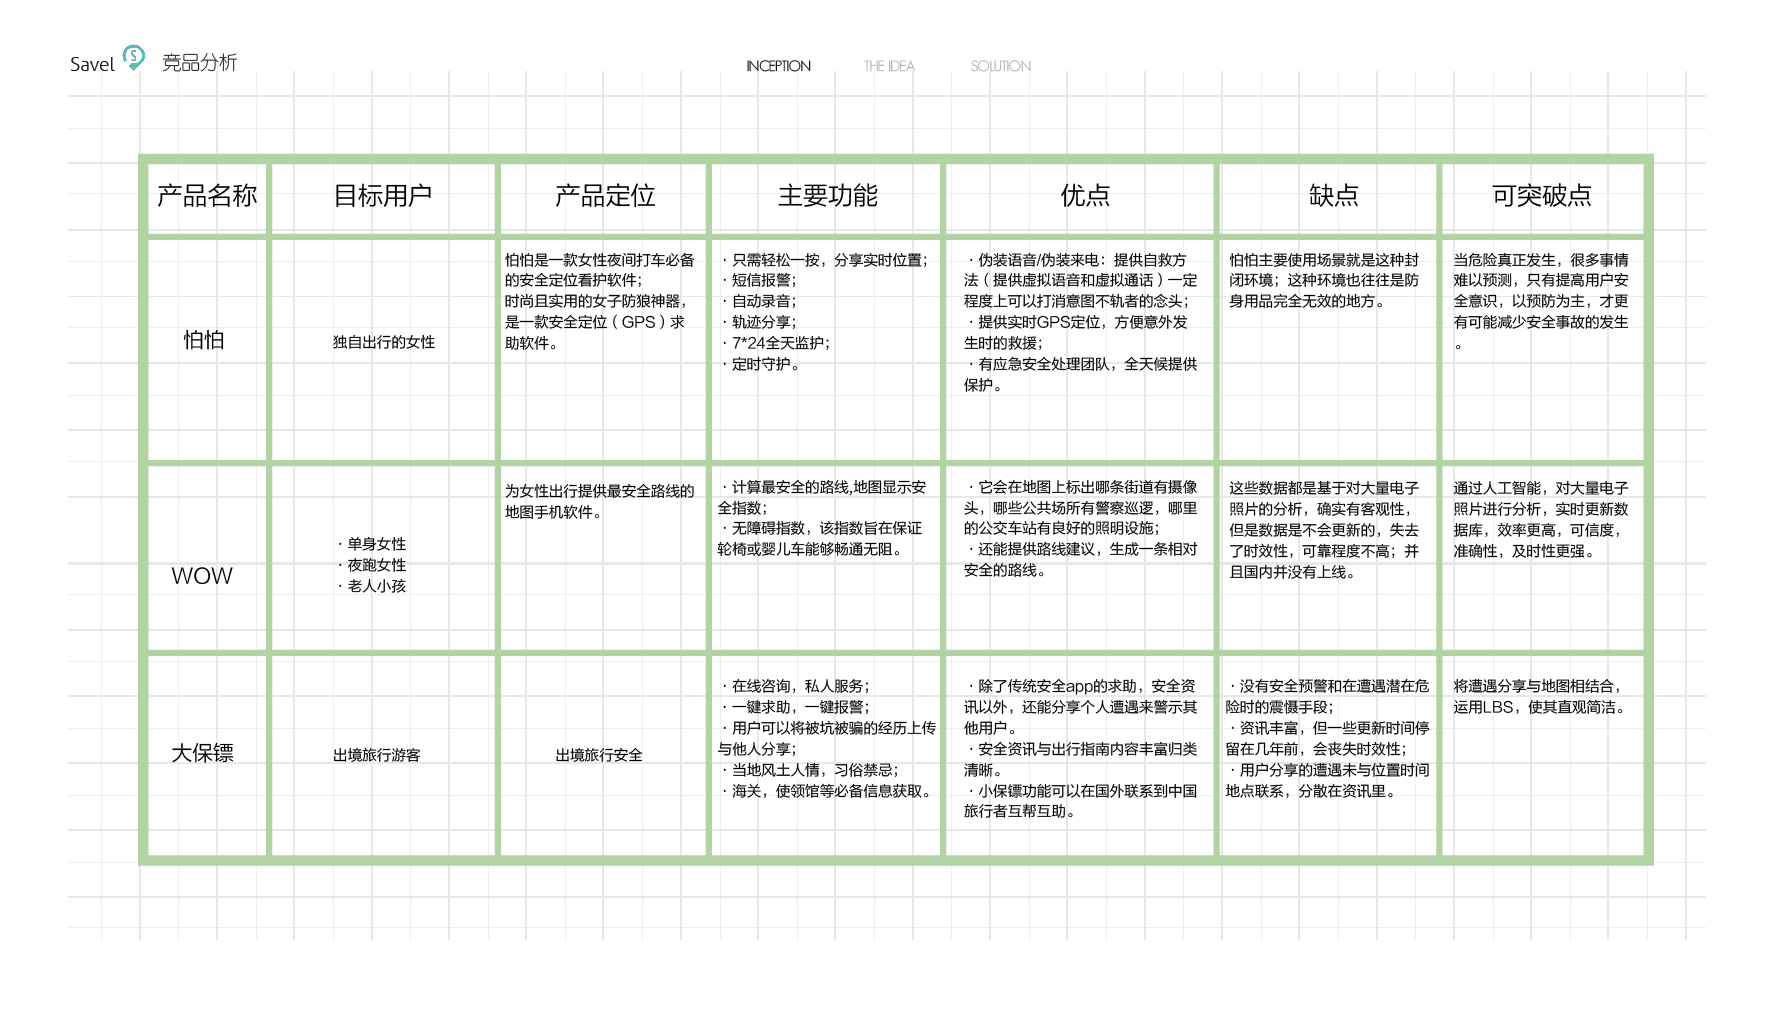 Savel S 竞品分析
INCEPTION THE IDEA SOLUTION
产品名称
目标用户
产品定位
主要功能
优点
缺点
可突破点
怕怕
独自出行的女性
怕怕是一款女性夜间打车必备
的安全定位看护软件；
时尚且实用的女子防狼神器，
是一款安全定位（GPS）求
助软件。
· 只需轻松一按，分享实时位置；
· 短信报警；
· 自动录音；
· 轨迹分享；
· 7*24全天监护；
· 定时守护。
· 伪装语音/伪装来电：提供自救方
法（提供虚拟语音和虚拟通话）一定
程度上可以打消意图不轨者的念头；
· 提供实时GPS定位，方便意外发
生时的救援；
· 有应急安全处理团队，全天候提供
保护。
怕怕主要使用场景就是这种封
闭环境；这种环境也往往是防
身用品完全无效的地方。
当危险真正发生，很多事情
难以预测，只有提高用户安
全意识，以预防为主，才更
有可能减少安全事故的发生
。
WOW
· 单身女性
· 夜跑女性
· 老人小孩
为女性出行提供最安全路线的
地图手机软件。
· 计算最安全的路线,地图显示安
全指数；
· 无障碍指数，该指数旨在保证
轮椅或婴儿车能够畅通无阻。
· 它会在地图上标出哪条街道有摄像
头，哪些公共场所有警察巡逻，哪里
的公交车站有良好的照明设施；
· 还能提供路线建议，生成一条相对
安全的路线。
这些数据都是基于对大量电子
照片的分析，确实有客观性，
但是数据是不会更新的，失去
了时效性，可靠程度不高；并
且国内并没有上线。
通过人工智能，对大量电子
照片进行分析，实时更新数
据库，效率更高，可信度，
准确性，及时性更强。
大保镖
出境旅行游客
出境旅行安全
· 在线咨询，私人服务；
· 一键求助，一键报警；
· 用户可以将被坑被骗的经历上传
与他人分享；
· 当地风土人情，习俗禁忌；
· 海关，使领馆等必备信息获取。
· 除了传统安全app的求助，安全资
讯以外，还能分享个人遭遇来警示其
他用户。
· 安全资讯与出行指南内容丰富归类
清晰。
· 小保镖功能可以在国外联系到中国
旅行者互帮互助。
· 没有安全预警和在遭遇潜在危
险时的震慑手段；
· 资讯丰富，但一些更新时间停
留在几年前，会丧失时效性；
· 用户分享的遭遇未与位置时间
地点联系，分散在资讯里。
将遭遇分享与地图相结合，
运用LBS，使其直观简洁。